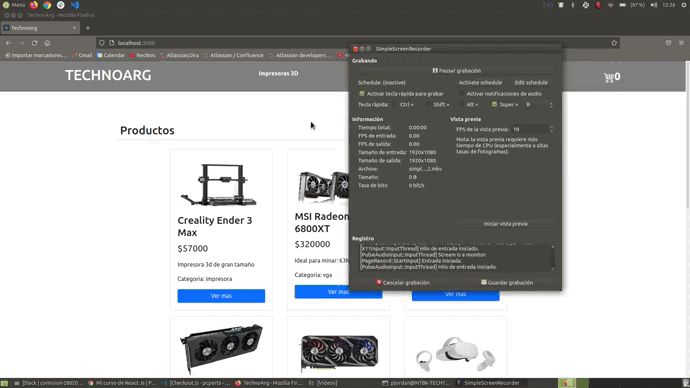 Menú
(97 %)
12:26
TechnoArg - Mozilla Firefox
TechnoArg
localhost:3000
Importar marcadores...
Gmail
Calendar
Recibos
Atlassian/Jira
Atlassian / Confluence
Atlassian developers ...
TECHNOARG
Impresoras 3D
0
Productos
Creality Ender 3
Max
$57000
Impresora 3D de gran tamaño
Categoria: impresora
Ver mas
MSI Radeon
6800XT
$320000
Ideal para minar: 63M
Categoria: vga
Ver mas
Ver mas
SimpleScreenRecorder
Grabando
Pausar grabación
Schedule: (inactive)
Activate schedule
Edit schedule
Activar tecla rápida para grabar
Activar notificaciones de audio
Tecla rápida:
Ctrl +
Shift +
Alt +
Super +
R
Información
Tiempo total: 0:00:00
FPS de entrada: 0.00
FPS de salida: 0.00
Tamaño de entrada: 1920x1080
Tamaño de salida: 1920x1080
Archivo: simpl...2.mkv
Tamaño: 0 B
Tasa de bits: 0 bit/s
Vista previa
FPS de la vista previa: 10
Nota: la vista previa requiere más
tiempo de CPU (especialmente a altas
tasas de fotogramas).
Iniciar vista previa
Registro
[X11Input::InputThread] Hilo de entrada iniciado.
[PulseAudioInput::InputThread] Stream is a monitor.
[PageRecord::StartInput] Entrada iniciada.
[PulseAudioInput::InputThread] Hilo de entrada iniciado.
Cancelar grabación
Guardar grabación
[Slack | comision-28020...
Mi curso de React Js | P...
[Checkout.js - pcparts - ...
TechnoArg - Mozilla Fir...
[Vídeos]
pjordan@NTBK-TECH1...
SimpleScreenRecorder